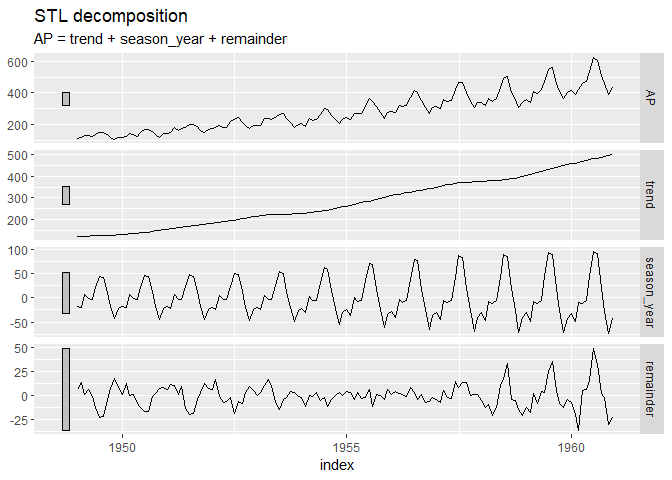 STL decomposition
AP = trend + season_year + remainder
600
400
200
AP
500
400
300
200
trend
100
50
0
-50
season_year
50
25
0
-25
remainder
1950
1955
1960
index